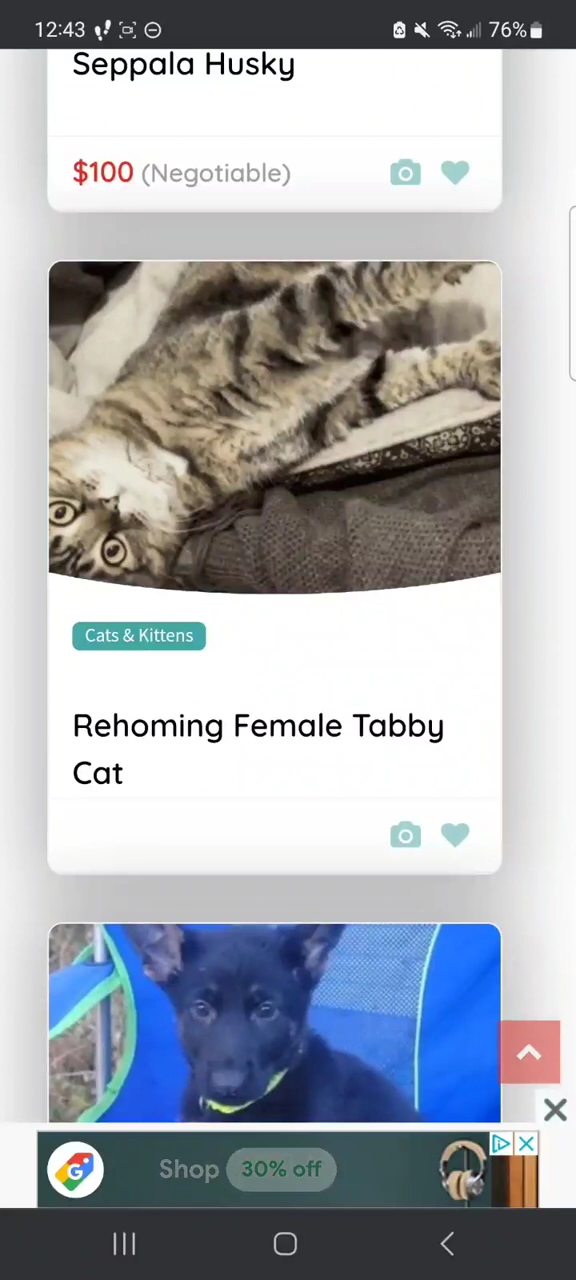 12:43
76%
Seppala Husky
$100 (Negotiable)
Cats & Kittens
Rehoming Female Tabby
Cat
G
Shop 30% off